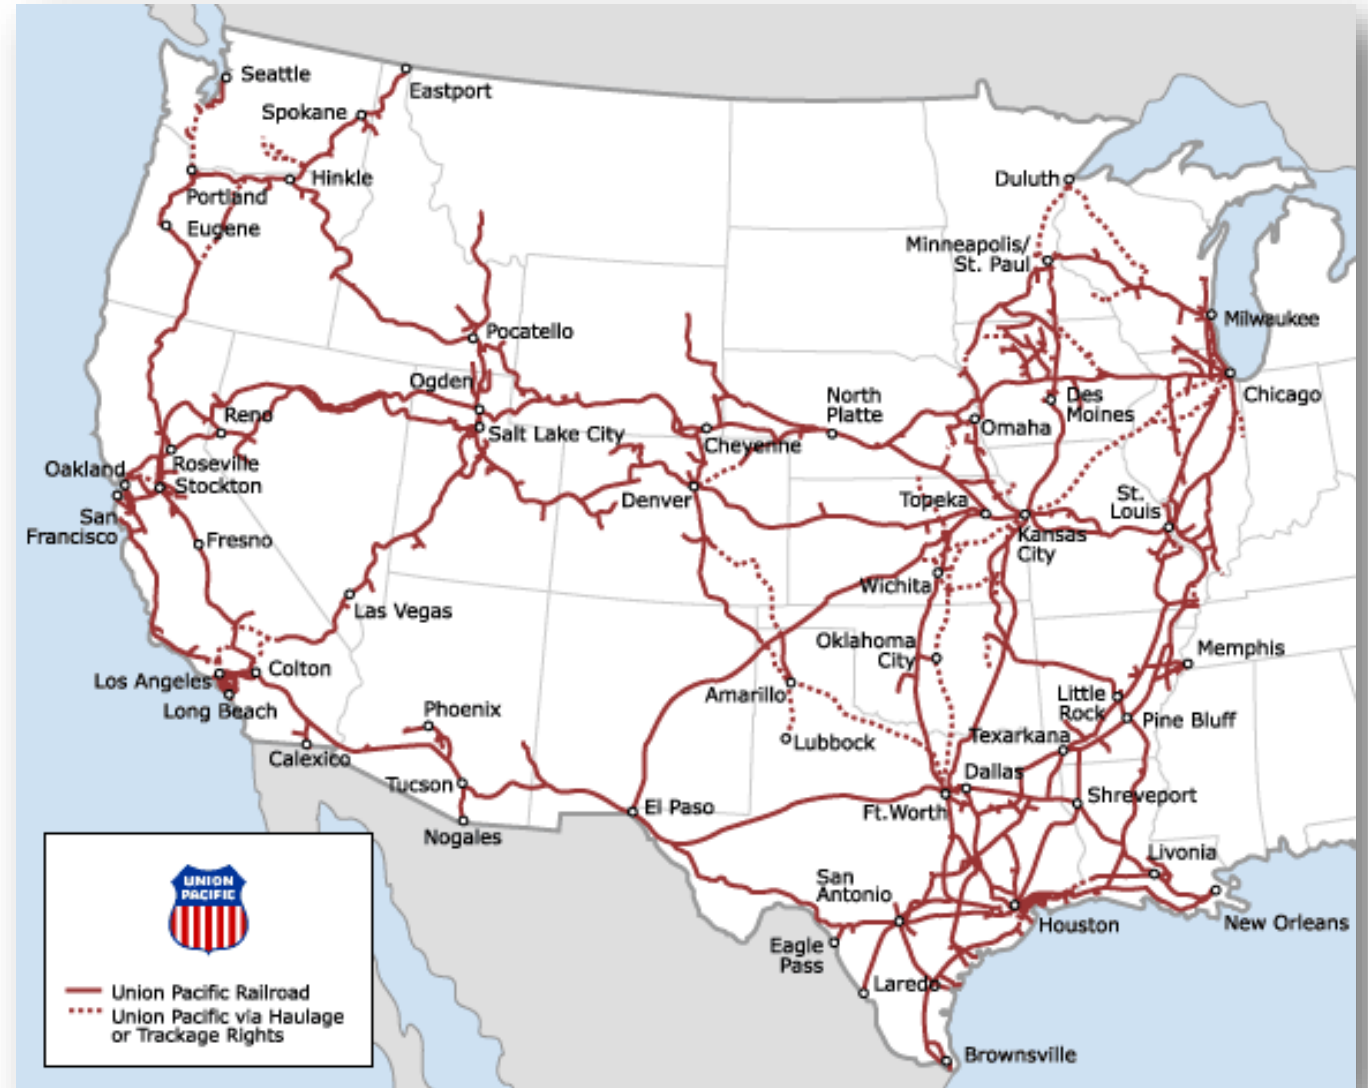 Seattle
Eastport
Spokane
Hinkle
Portland
Eugene
Duluth
Minneapolis/
St. Paul
Milwaukee
Pocatello
Ogden
Chicago
North
Platte
Des
Moines
Omaha
Reno
Salt Lake City
Cheyenne
Roseville
Oakland
Stockton
Denver
Topeka
St.
Louis
San
Francisco
Fresno
Kansas
City
Wichita
Las Vegas
Oklahoma
City
Memphis
Los Angeles
Colton
Amarillo
Little
Rock
Long Beach
Phoenix
Pine Bluff
Lubbock
Texarkana
Calexico
Tucson
Dallas
El Paso
Ft.Worth
Shreveport
Nogales
Livonia
San
Antonio
Houston
New Orleans
Eagle
Pass
Laredo
Brownsville
UNION
PACIFIC
Union Pacific Railroad
Union Pacific via Haulage
or Trackage Rights